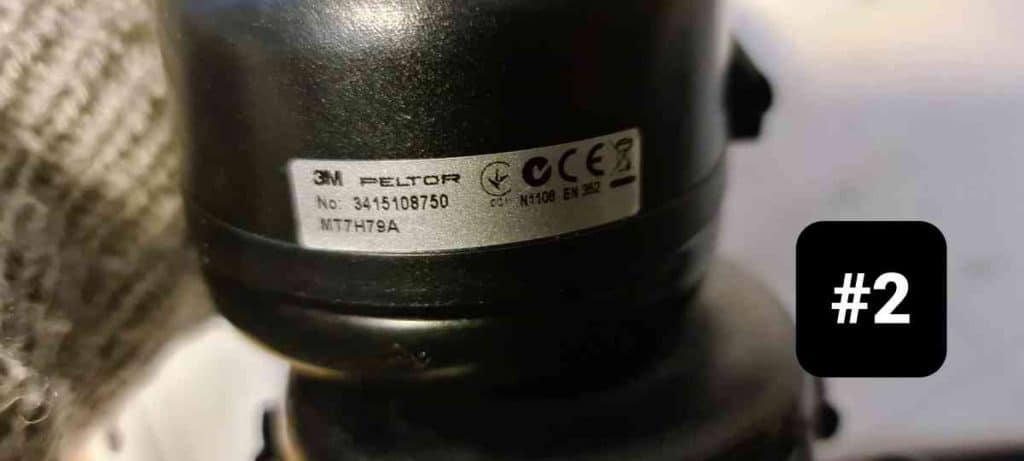 3M PELTOR
No: 3415108750
MT7H79A
N1108 EN 352
#2